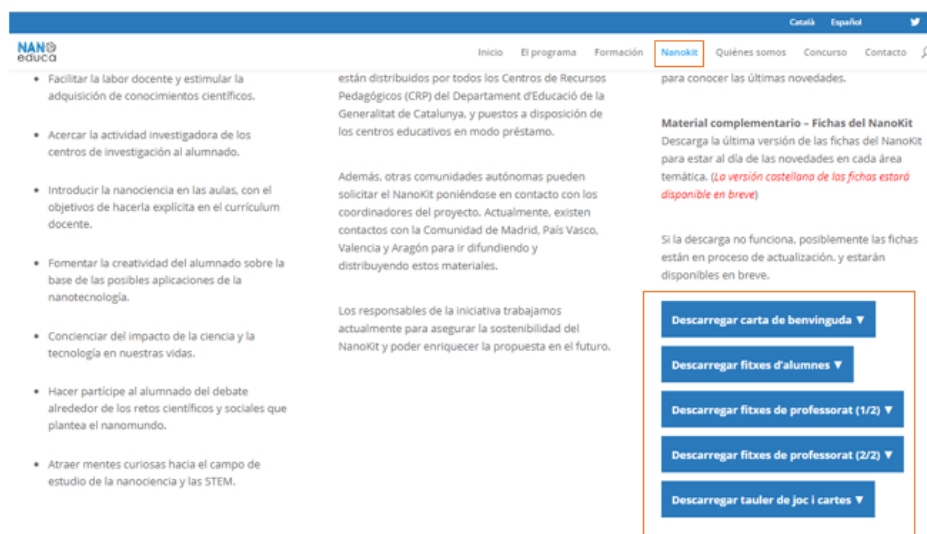 Català Español
NANO
educa
Inicio El programa Formación Nanokit Quiénes somos Concurso Contacto
• Facilitar la labor docente y estimular la
adquisición de conocimientos científicos.
• Acercar la actividad investigadora de los
centros de investigación al alumnado.
• Introducir la nanociencia en las aulas, con el
objetivos de hacerla explícita en el currículum
docente.
• Fomentar la creatividad del alumnado sobre la
base de las posibles aplicaciones de la
nanotecnología.
• Concienciar del impacto de la ciencia y la
tecnología en nuestras vidas.
• Hacer partícipe al alumnado del debate
alrededor de los retos científicos y sociales que
plantea el nanomundo.
• Atraer mentes curiosas hacia el campo de
estudio de la nanociencia y las STEM.
están distribuidos por todos los Centros de Recursos
Pedagógicos (CRP) del Departament d'Educació de la
Generalitat de Catalunya, y puestos a disposición de
los centros educativos en modo préstamo.
Además, otras comunidades autónomas pueden
solicitar el NanoKit poniéndose en contacto con los
coordinadores del proyecto. Actualmente, existen
contactos con la Comunidad de Madrid, País Vasco,
Valencia y Aragón para ir difundiendo y
distribuyendo estos materiales.
Los responsables de la iniciativa trabajamos
actualmente para asegurar la sostenibilidad del
NanoKit y poder enriquecer la propuesta en el futuro.
para conocer las últimas novedades.
Material complementario – Fichas del NanoKit
Descarga la última versión de las fichas del NanoKit
para estar al día de las novedades en cada área
temática. (La versión castellana de las fichas estará
disponible en breve)
Si la descarga no funciona, posiblemente las fichas
están en proceso de actualización. y estarán
disponibles en breve.
Descarregar carta de benvinguda ▼
Descarregar fitxes d'alumnes ▼
Descarregar fitxes de professorat (1/2) ▼
Descarregar fitxes de professorat (2/2) ▼
Descarregar tauler de joc i cartes ▼